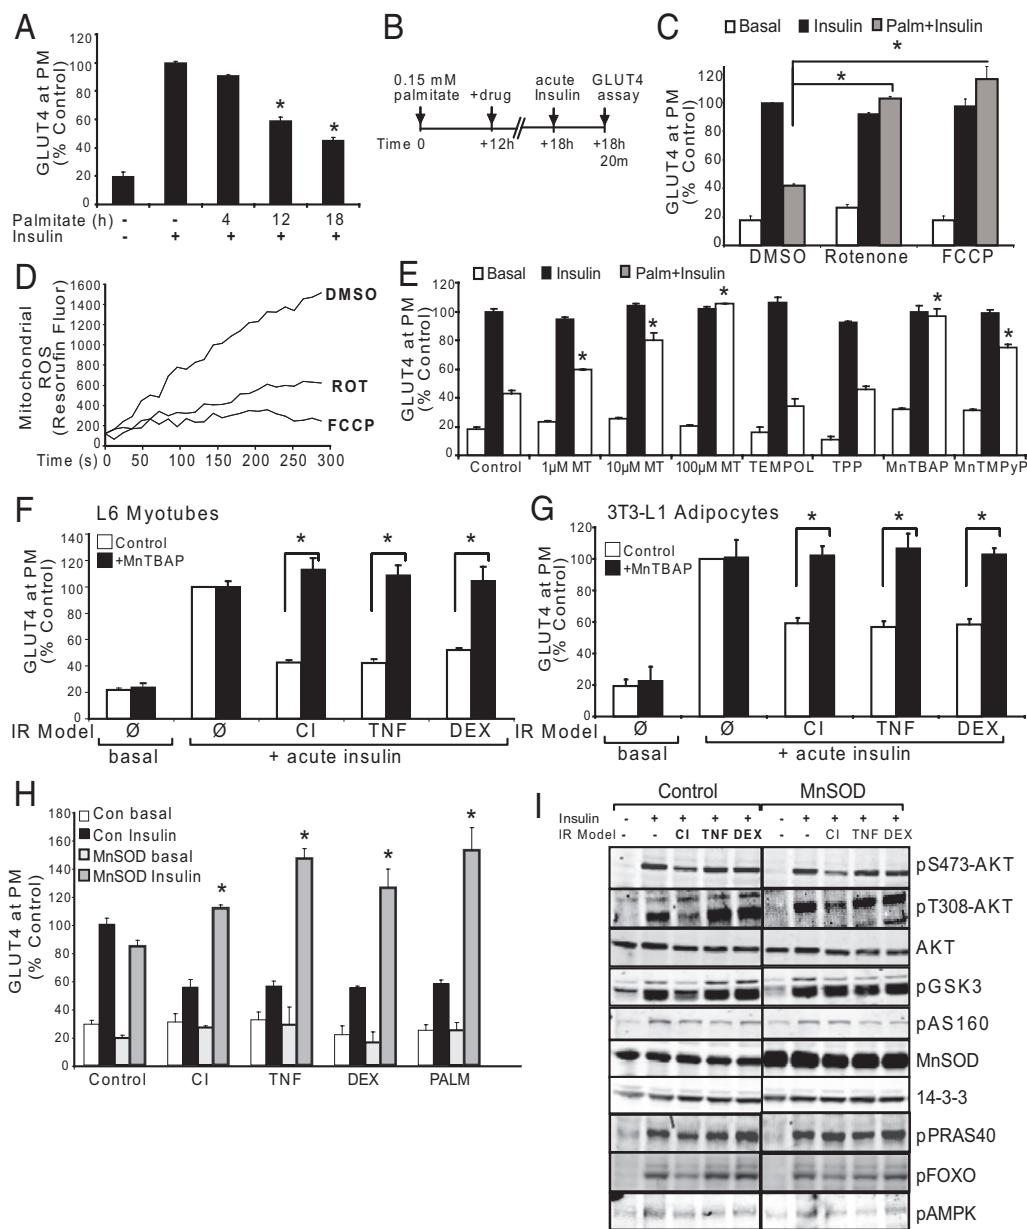 A
GLUT4 at PM
(% Control)
120
100
80
60
40
20
0
*
*
Palmitate (h) - - 4 12 18
Insulin - + + + +
B
0.15 mM
palmitate
+drug
acute
Insulin
GLUT4
assay
Time 0 +12h +18h +18h
20m
C
Basal Insulin Palm+Insulin
GLUT4 at PM
(% Control)
120
100
80
60
40
20
0
*
*
DMSO Rotenone FCCP
D
Mitochondrial
ROS
(Resorufin Fluor)
1600
1400
1200
1000
800
600
400
200
0
DMSO
ROT
FCCP
Time (s) 0 50 100 150 200 250 300
E
Basal Insulin Palm+Insulin
GLUT4 at PM
(% Control)
120
100
80
60
40
20
0
* * * * *
Control 1µM MT 10µM MT 100µM MT TEMPOL TPP MnTBAP MnTMPyP
F
L6 Myotubes
Control
+MnTBAP
GLUT4 at PM
(% Control)
140
120
100
80
60
40
20
0
* * *
IR Model Ø Ø CI TNF DEX
basal + acute insulin
G
3T3-L1 Adipocytes
Control
+MnTBAP
GLUT4 at PM
(% Control)
120
100
80
60
40
20
0
* * *
IR Model Ø Ø CI TNF DEX
basal + acute insulin
H
Con basal
Con Insulin
MnSOD basal
MnSOD Insulin
GLUT4 at PM
(% Control)
180
160
140
120
100
80
60
40
20
0
* * * *
Control CI TNF DEX PALM
I
Control MnSOD
Insulin - + + + + - + + + +
IR Model - - CI TNF DEX - - CI TNF DEX
pS473-AKT
pT308-AKT
AKT
pGSK3
pAS160
MnSOD
14-3-3
pPRAS40
pFOXO
pAMPK